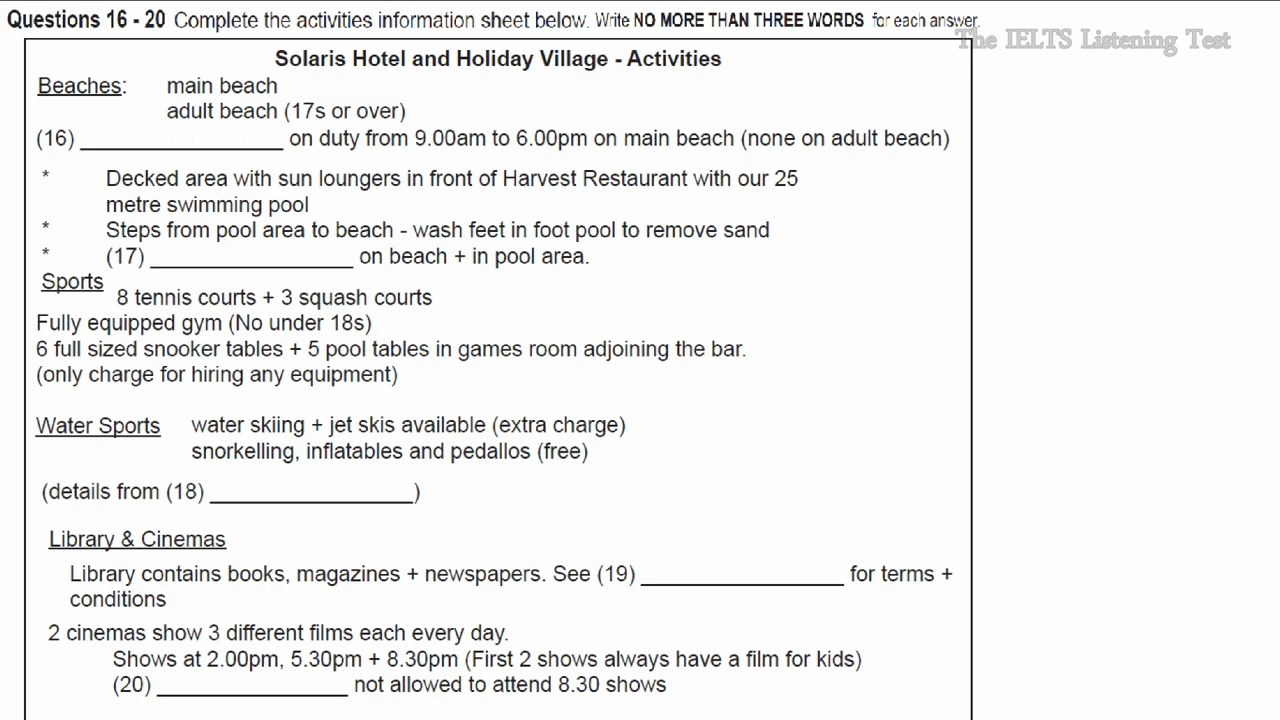 Questions 16 - 20 Complete the activities information sheet below. Write NO MORE THAN THREE WORDS for each answer.
The IELTS Listening Test
Solaris Hotel and Holiday Village - Activities
Beaches: main beach
adult beach (17s or over)
(16) _________________ on duty from 9.00am to 6.00pm on main beach (none on adult beach)
* Decked area with sun loungers in front of Harvest Restaurant with our 25
metre swimming pool
* Steps from pool area to beach - wash feet in foot pool to remove sand
* (17) _________________ on beach + in pool area.
Sports 8 tennis courts + 3 squash courts
Fully equipped gym (No under 18s)
6 full sized snooker tables + 5 pool tables in games room adjoining the bar.
(only charge for hiring any equipment)
Water Sports water skiing + jet skis available (extra charge)
snorkelling, inflatables and pedallos (free)
(details from (18) _________________)
Library & Cinemas
Library contains books, magazines + newspapers. See (19) _________________ for terms +
conditions
2 cinemas show 3 different films each every day.
Shows at 2.00pm, 5.30pm + 8.30pm (First 2 shows always have a film for kids)
(20) ________________ not allowed to attend 8.30 shows